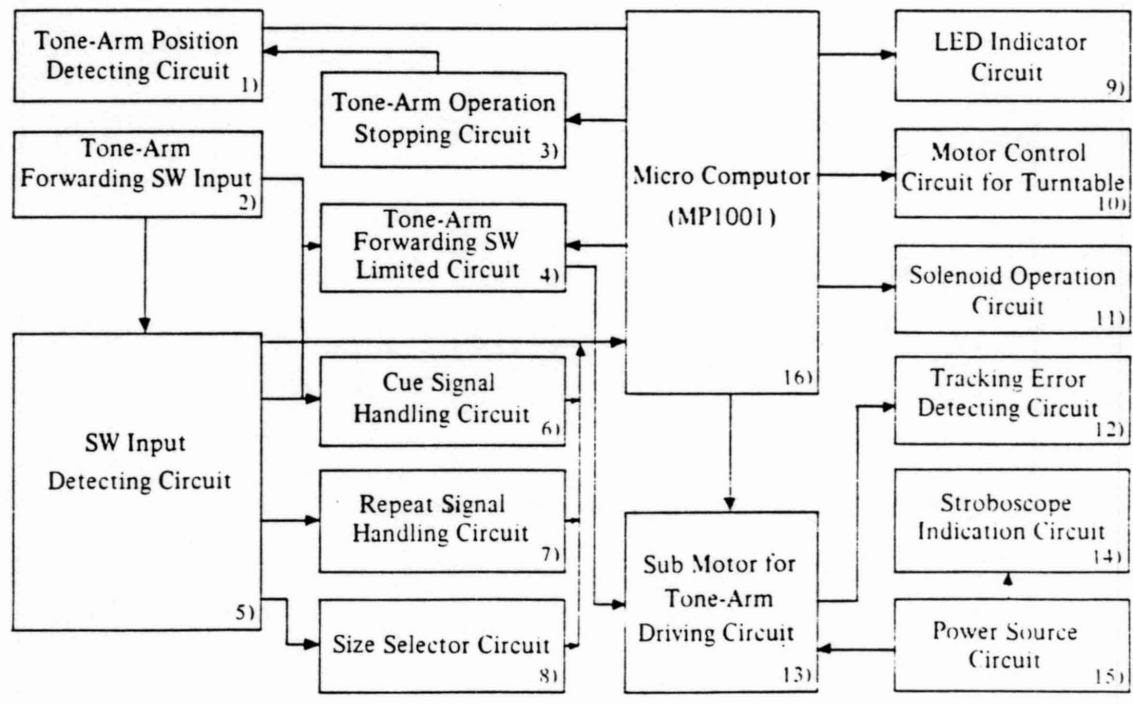 Tone-Arm Position
Detecting Circuit
1)
Tone-Arm
Forwarding SW Input
2)
Tone-Arm Operation
Stopping Circuit
3)
Tone-Arm
Forwarding SW
Limited Circuit
4)
SW Input
Detecting Circuit
5)
Cue Signal
Handling Circuit
6)
Repeat Signal
Handling Circuit
7)
Size Selector Circuit
8)
Micro Computor
(MP1001)
16)
Sub Motor for
Tone-Arm
Driving Circuit
13)
LED Indicator
Circuit
9)
Motor Control
Circuit for Turntable
10)
Solenoid Operation
Circuit
11)
Tracking Error
Detecting Circuit
12)
Stroboscope
Indication Circuit
14)
Power Source
Circuit
15)